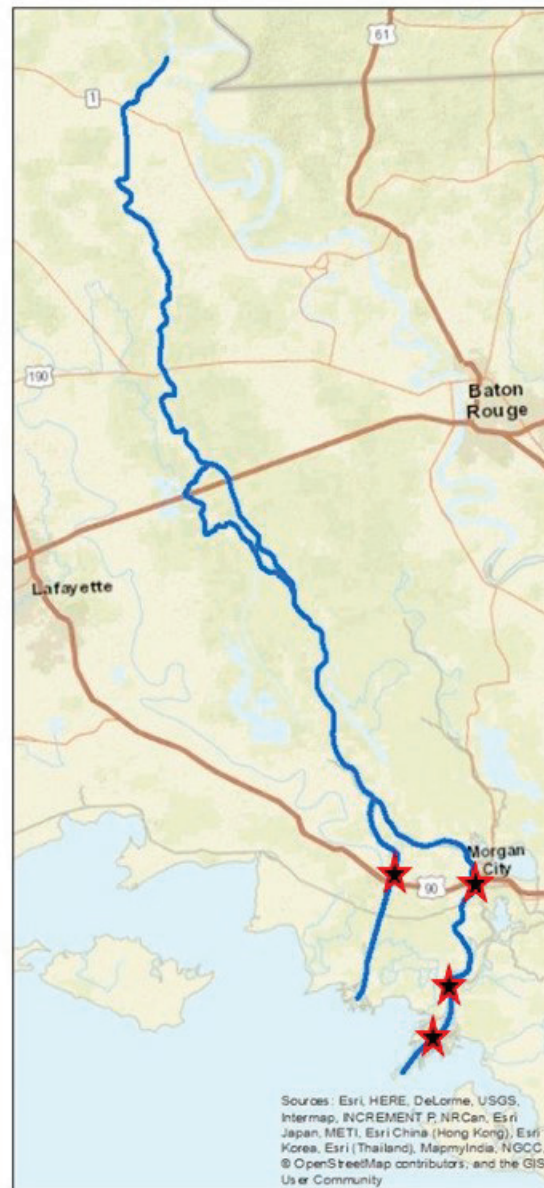 61
1
190
Baton
Rouge
Lafayette
Morgan
City
90
Sources: Esri, HERE, DeLorme, USGS,
Intermap, INCREMENT P, NRCan, Esri
Japan, METI, Esri China (Hong Kong), Esri
Korea, Esri (Thailand), MapmyIndia, NGCC,
© OpenStreetMap contributors, and the GIS
User Community